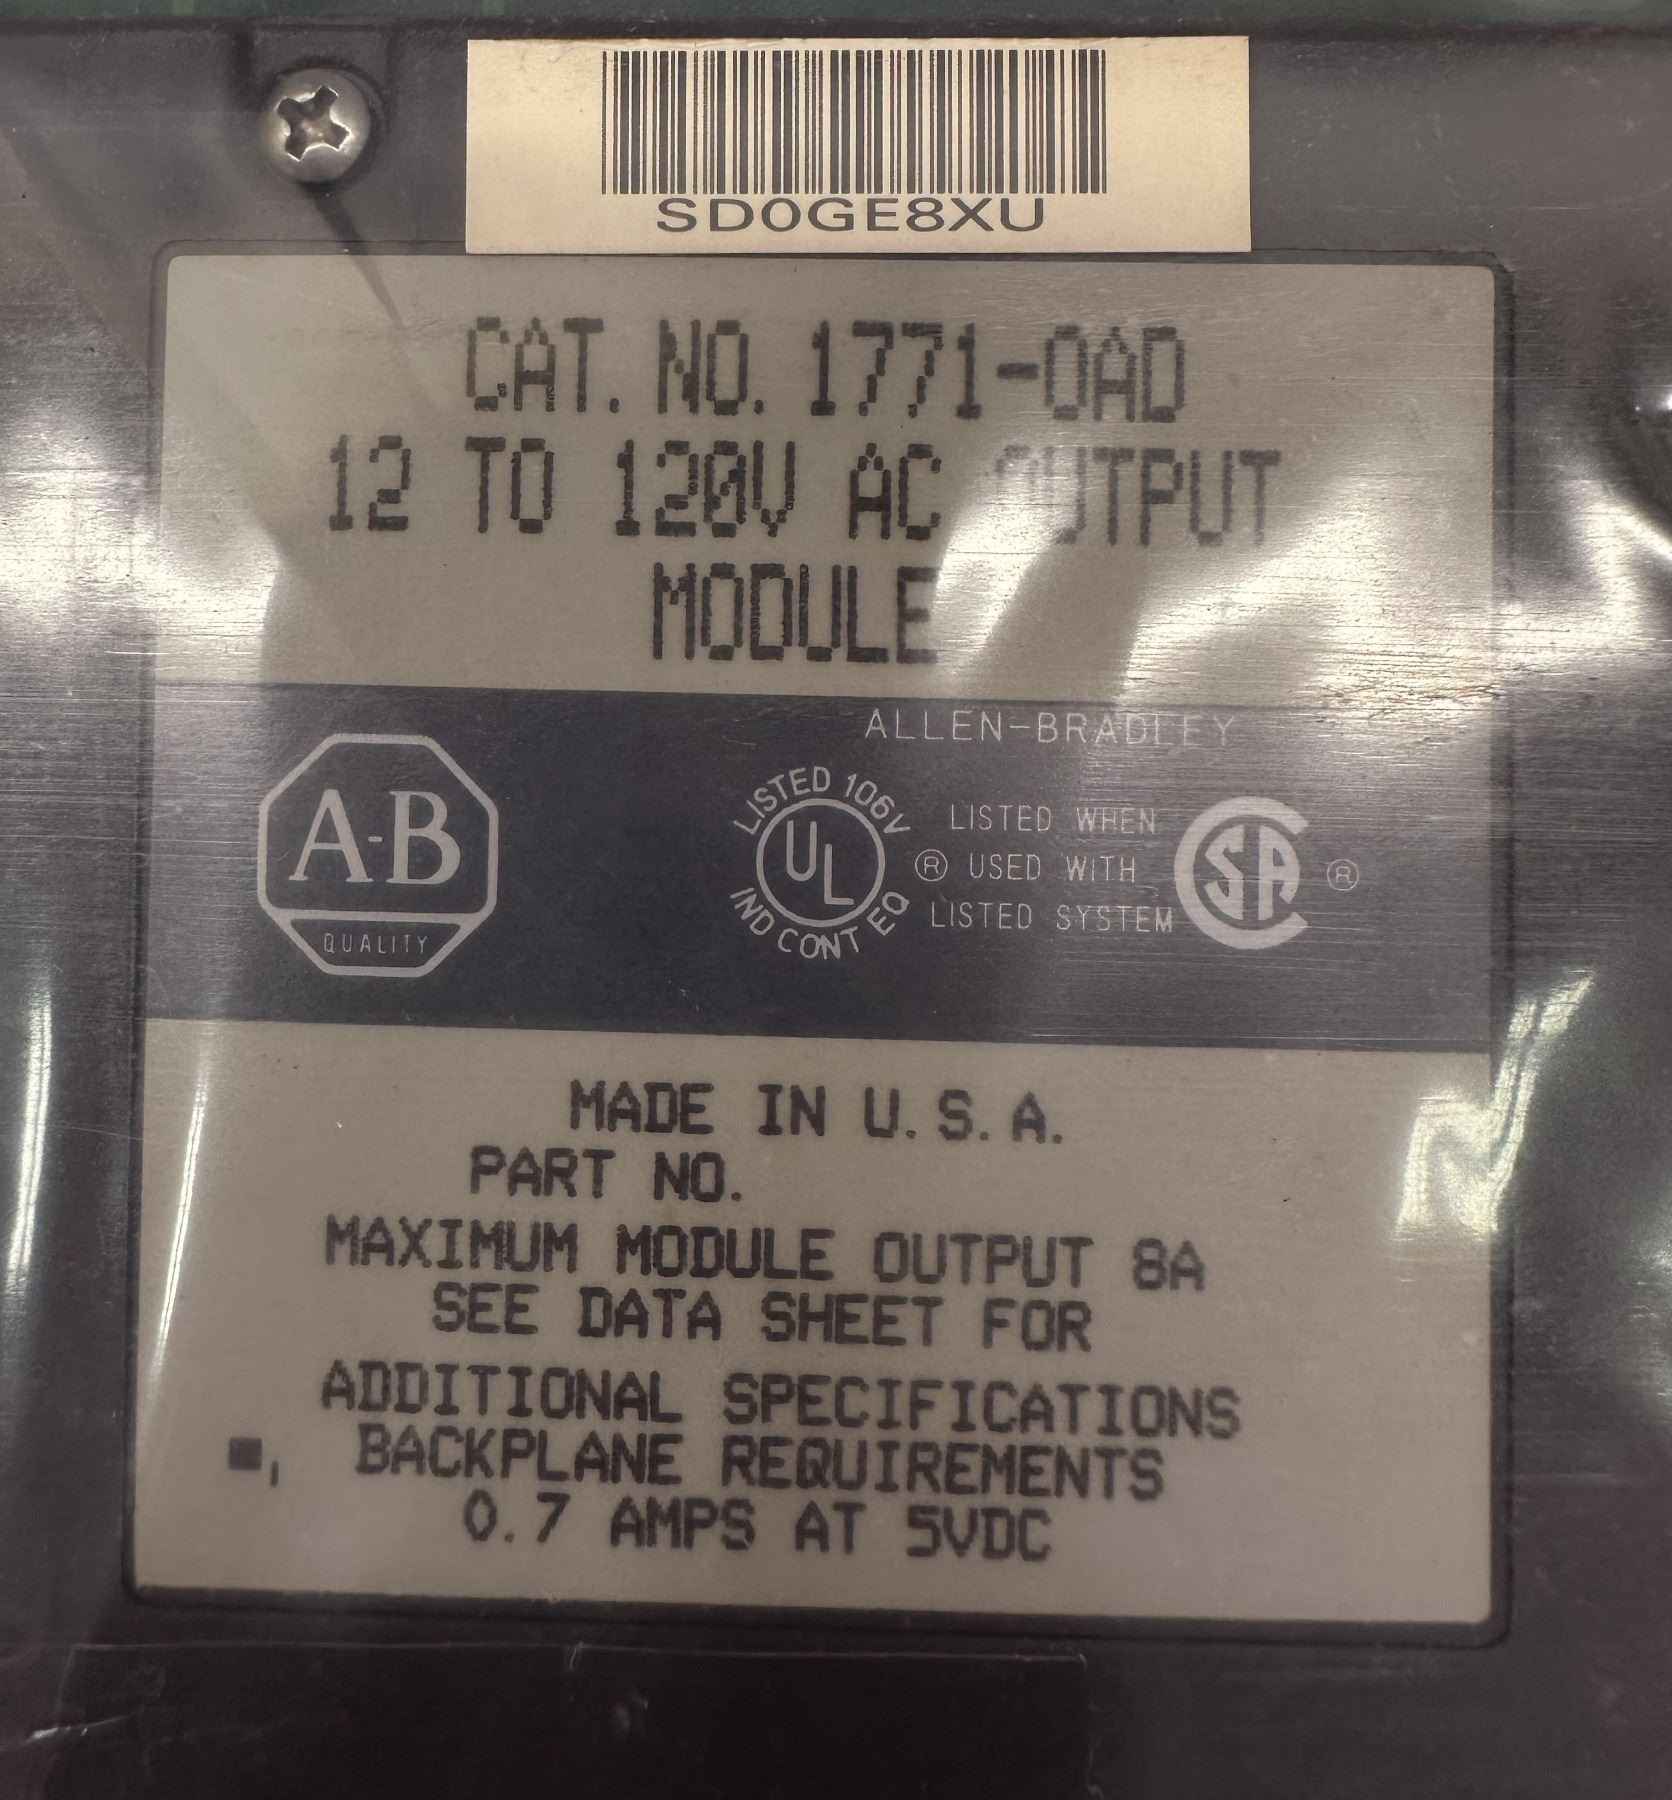 SD0GE8XU
CAT. NO. 1771-OAD
12 TO 120V AC OUTPUT
MODULE
ALLEN-BRADLEY
A-B
QUALITY
LISTED 106V
UL
IND CONT EQ
®
LISTED WHEN
USED WITH
LISTED SYSTEM
SA
®
MADE IN U.S.A.
PART NO.
MAXIMUM MODULE OUTPUT 8A
SEE DATA SHEET FOR
ADDITIONAL SPECIFICATIONS
BACKPLANE REQUIREMENTS
0.7 AMPS AT 5VDC